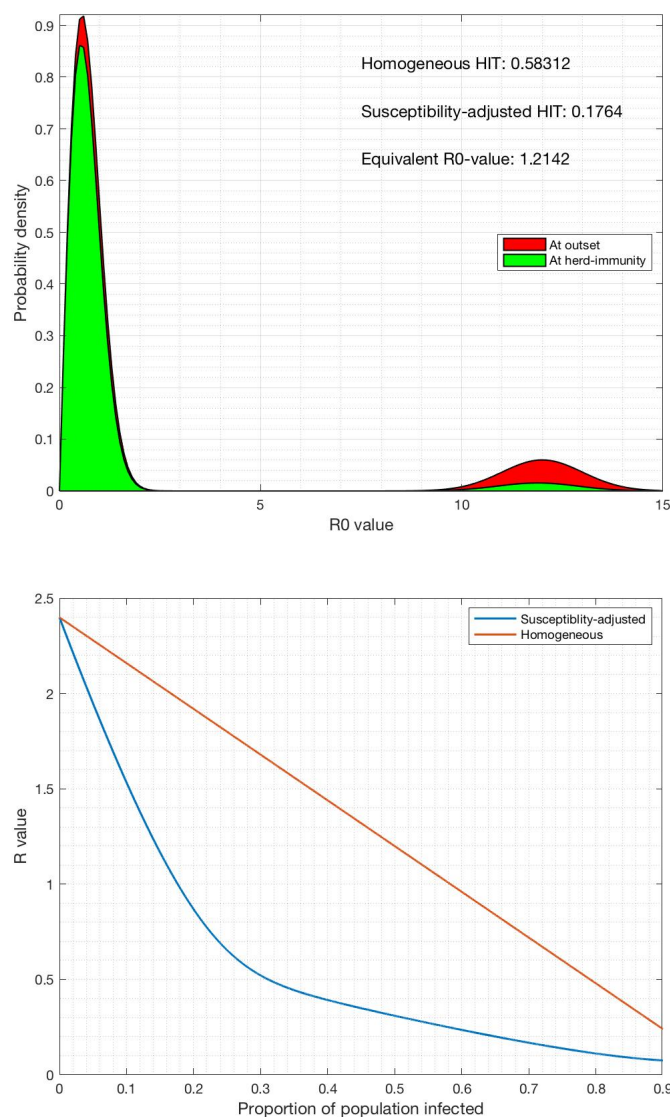 0.9
Homogeneous HIT: 0.58312
0.8
Susceptibility-adjusted HIT: 0.1764
0.7
Equivalent R0-value: 1.2142
0.6
Probability density
0.5
At outset
At herd-immunity
0.4
0.3
0.2
0.1
0
0 5 10 15
R0 value
2.5
Susceptiblity-adjusted
Homogeneous
2
1.5
R value
1
0.5
0
0 0.1 0.2 0.3 0.4 0.5 0.6 0.7 0.8 0.9
Proportion of population infected